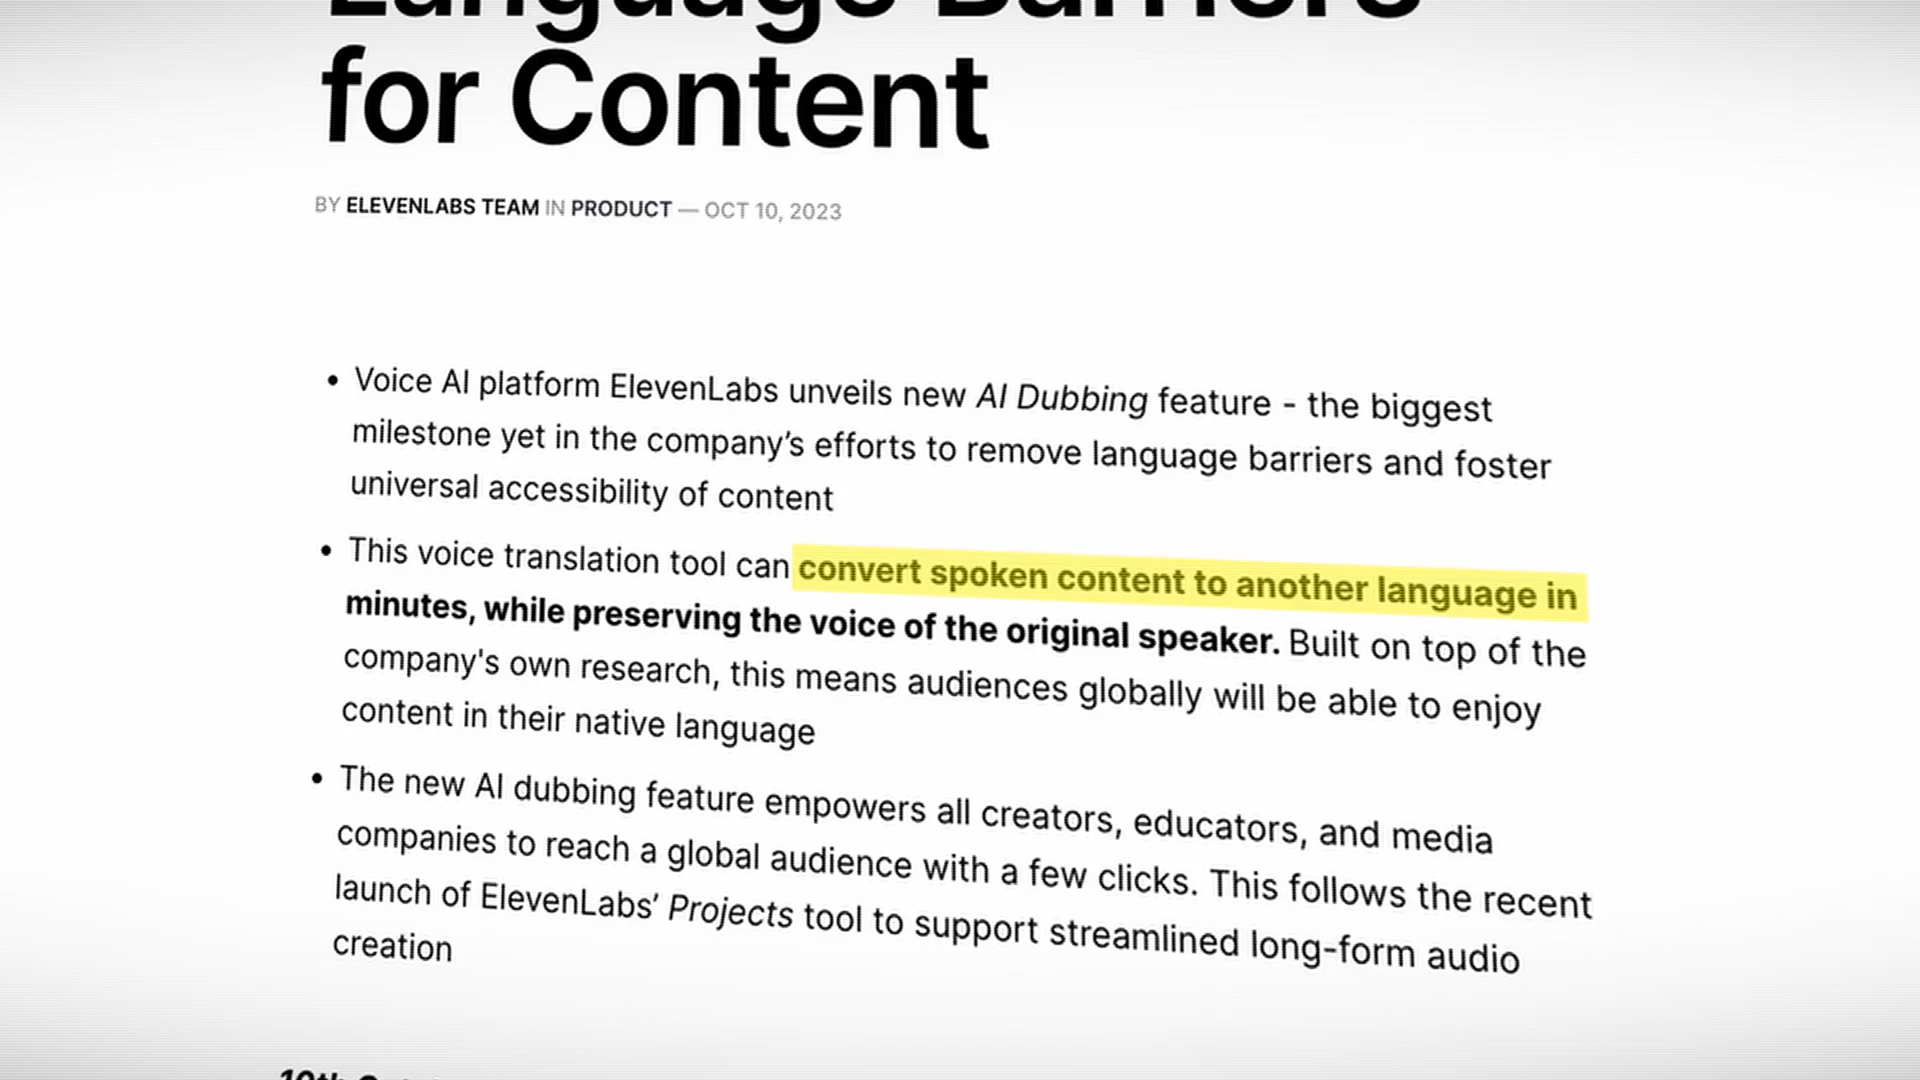 Language Barriers
for Content
BY ELEVENLABS TEAM IN PRODUCT — OCT 10, 2023
• Voice AI platform ElevenLabs unveils new AI Dubbing feature - the biggest
milestone yet in the company’s efforts to remove language barriers and foster
universal accessibility of content
• This voice translation tool can convert spoken content to another language in
minutes, while preserving the voice of the original speaker. Built on top of the
company's own research, this means audiences globally will be able to enjoy
content in their native language
• The new AI dubbing feature empowers all creators, educators, and media
companies to reach a global audience with a few clicks. This follows the recent
launch of ElevenLabs’ Projects tool to support streamlined long-form audio
creation